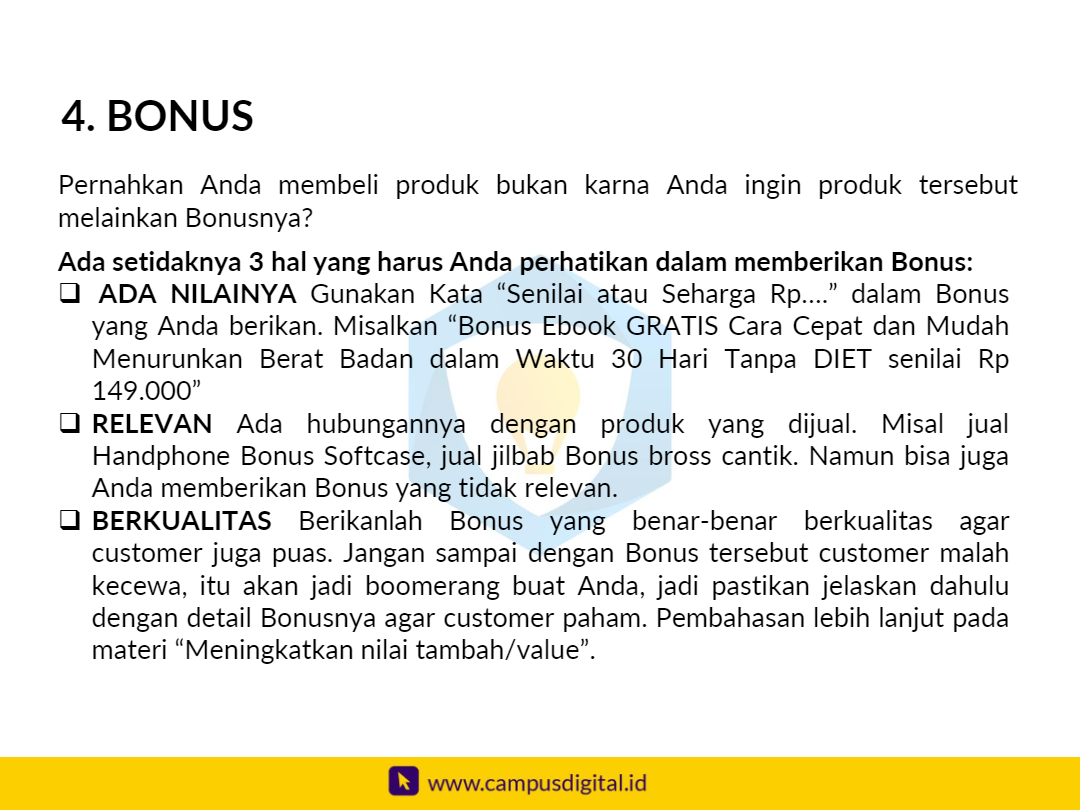 4. BONUS
Pernahkan Anda membeli produk bukan karna Anda ingin produk tersebut
melainkan Bonusnya?
Ada setidaknya 3 hal yang harus Anda perhatikan dalam memberikan Bonus:
❑ ADA NILAINYA Gunakan Kata “Senilai atau Seharga Rp....” dalam Bonus
yang Anda berikan. Misalkan “Bonus Ebook GRATIS Cara Cepat dan Mudah
Menurunkan Berat Badan dalam Waktu 30 Hari Tanpa DIET senilai Rp
149.000”
❑ RELEVAN Ada hubungannya dengan produk yang dijual. Misal jual
Handphone Bonus Softcase, jual jilbab Bonus bross cantik. Namun bisa juga
Anda memberikan Bonus yang tidak relevan.
❑ BERKUALITAS Berikanlah Bonus yang benar-benar berkualitas agar
customer juga puas. Jangan sampai dengan Bonus tersebut customer malah
kecewa, itu akan jadi boomerang buat Anda, jadi pastikan jelaskan dahulu
dengan detail Bonusnya agar customer paham. Pembahasan lebih lanjut pada
materi “Meningkatkan nilai tambah/value”.
www.campusdigital.id